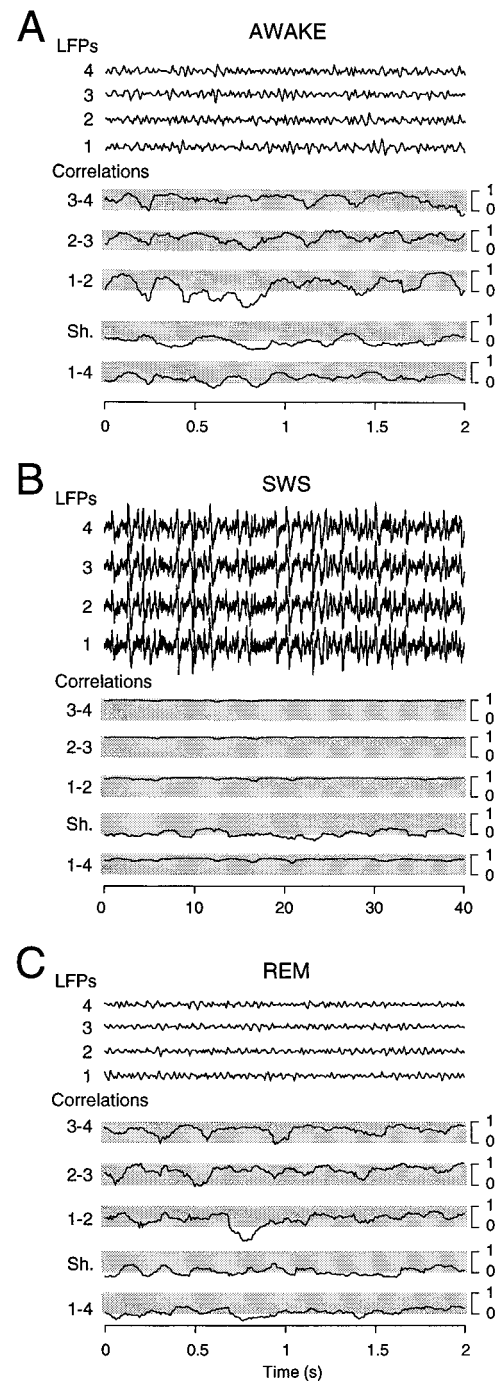 A
AWAKE
LFPs
4
3
2
1
Correlations
3-4 1 0
2-3 1 0
1-2 1 0
Sh. 1 0
1-4 1 0
0 0.5 1 1.5 2
B
SWS
LFPs
4
3
2
1
Correlations
3-4 1 0
2-3 1 0
1-2 1 0
Sh. 1 0
1-4 1 0
0 10 20 30 40
C
REM
LFPs
4
3
2
1
Correlations
3-4 1 0
2-3 1 0
1-2 1 0
Sh. 1 0
1-4 1 0
0 0.5 1 1.5 2
Time (s)